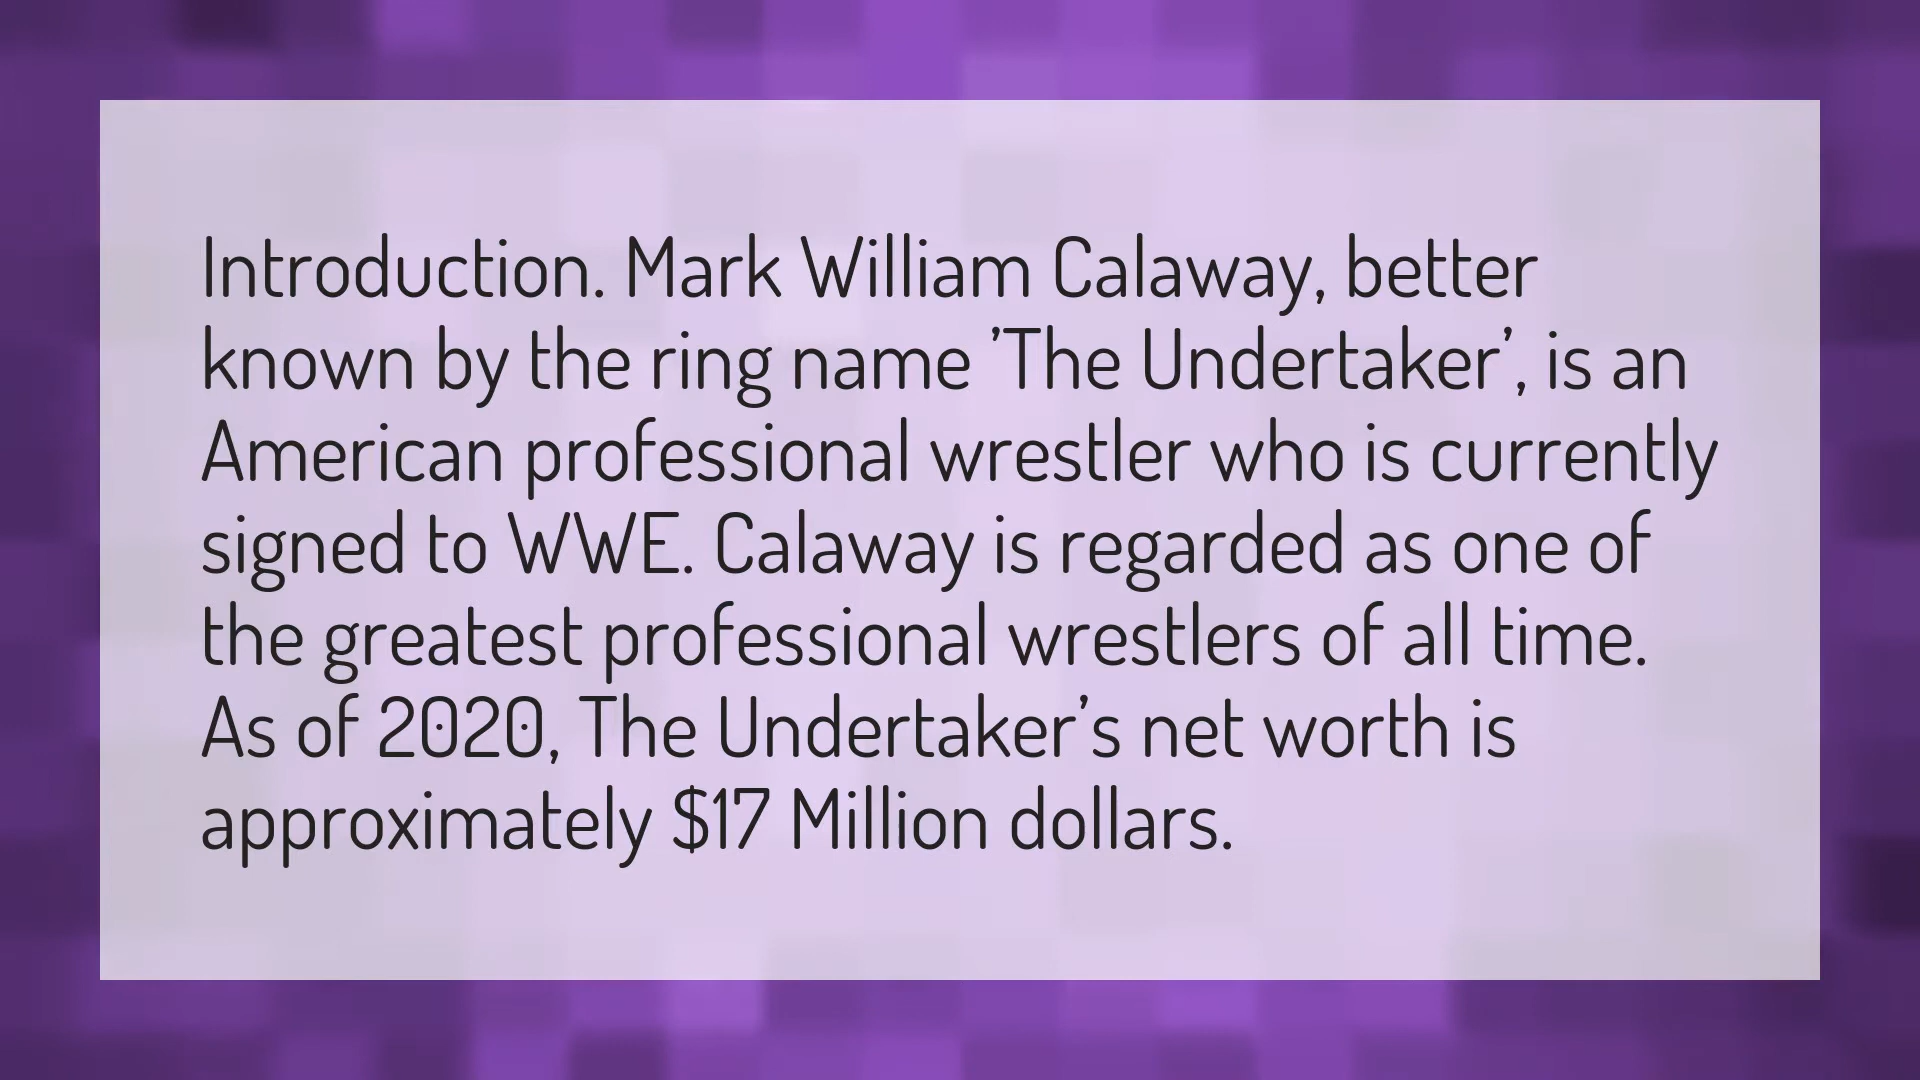 Introduction. Mark William Calaway, better
known by the ring name ’The Undertaker’, is an
American professional wrestler who is currently
signed to WWE. Calaway is regarded as one of
the greatest professional wrestlers of all time.
As of 2020, The Undertaker’s net worth is
approximately $17 Million dollars.